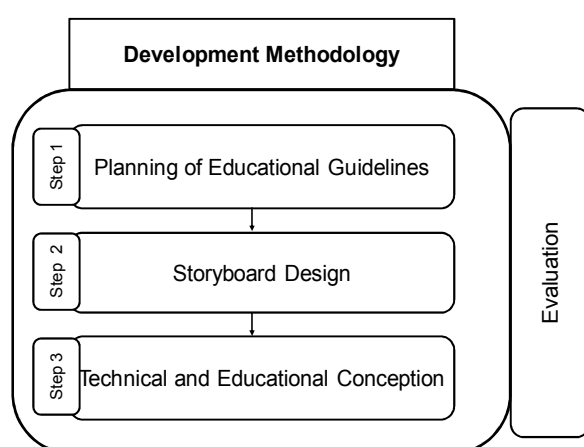 Development Methodology
Step 1
Planning of Educational Guidelines
Step 2
Storyboard Design
Step 3
Technical and Educational Conception
Evaluation